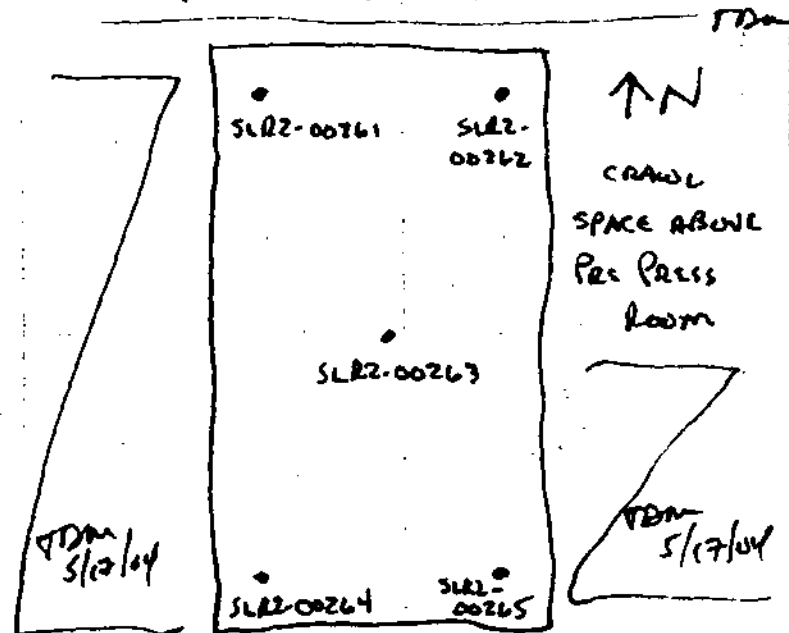 TDM
↑N
SLR2-00261
SLR2-
00262
CRAWL
SPACE ABOVE
PRE PRESS
ROOM
SLR2-00263
TDM
5/17/04
TDM
5/17/04
SLR2-00264
SLR2-
00265